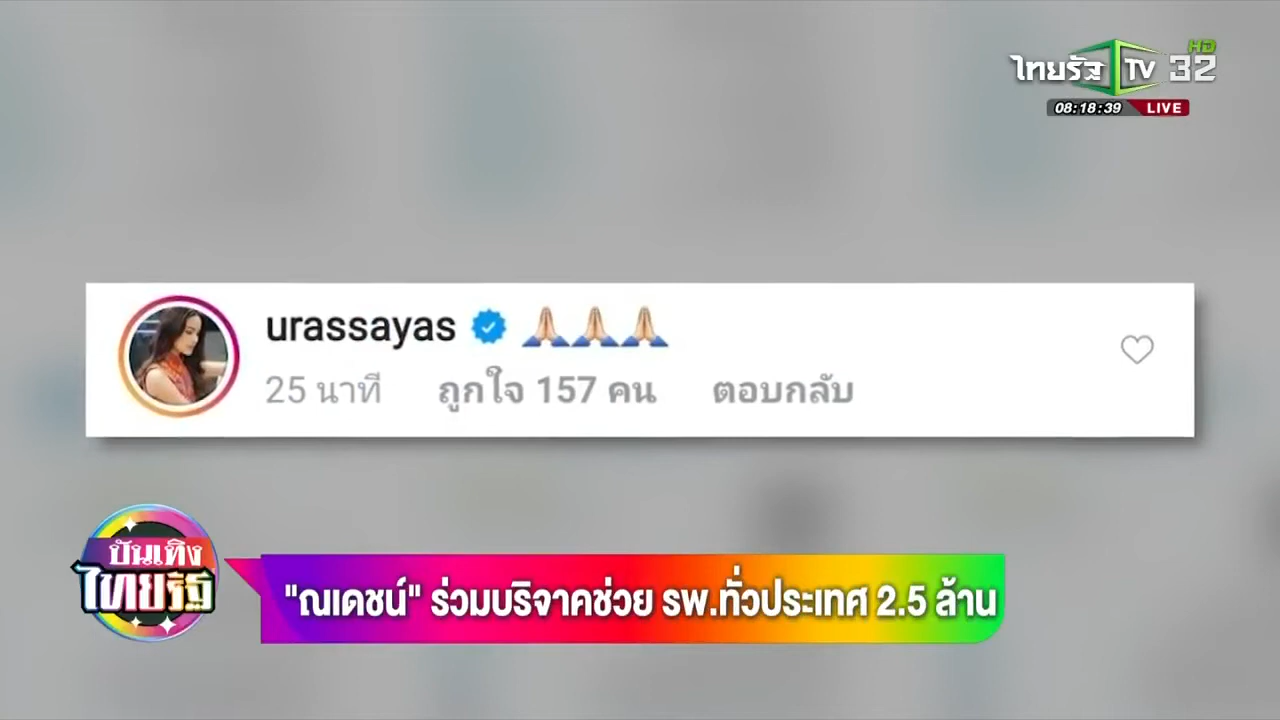 HD
ไทยรัฐ TV 32
08:18:39 LIVE
urassayas 🙏🏻🙏🏻🙏🏻
25 นาที ถูกใจ 157 คน ตอบกลับ
บันเทิง
ไทยรัฐ
"ณเดชน์" ร่วมบริจาคช่วย รพ.ทั่วประเทศ 2.5 ล้าน